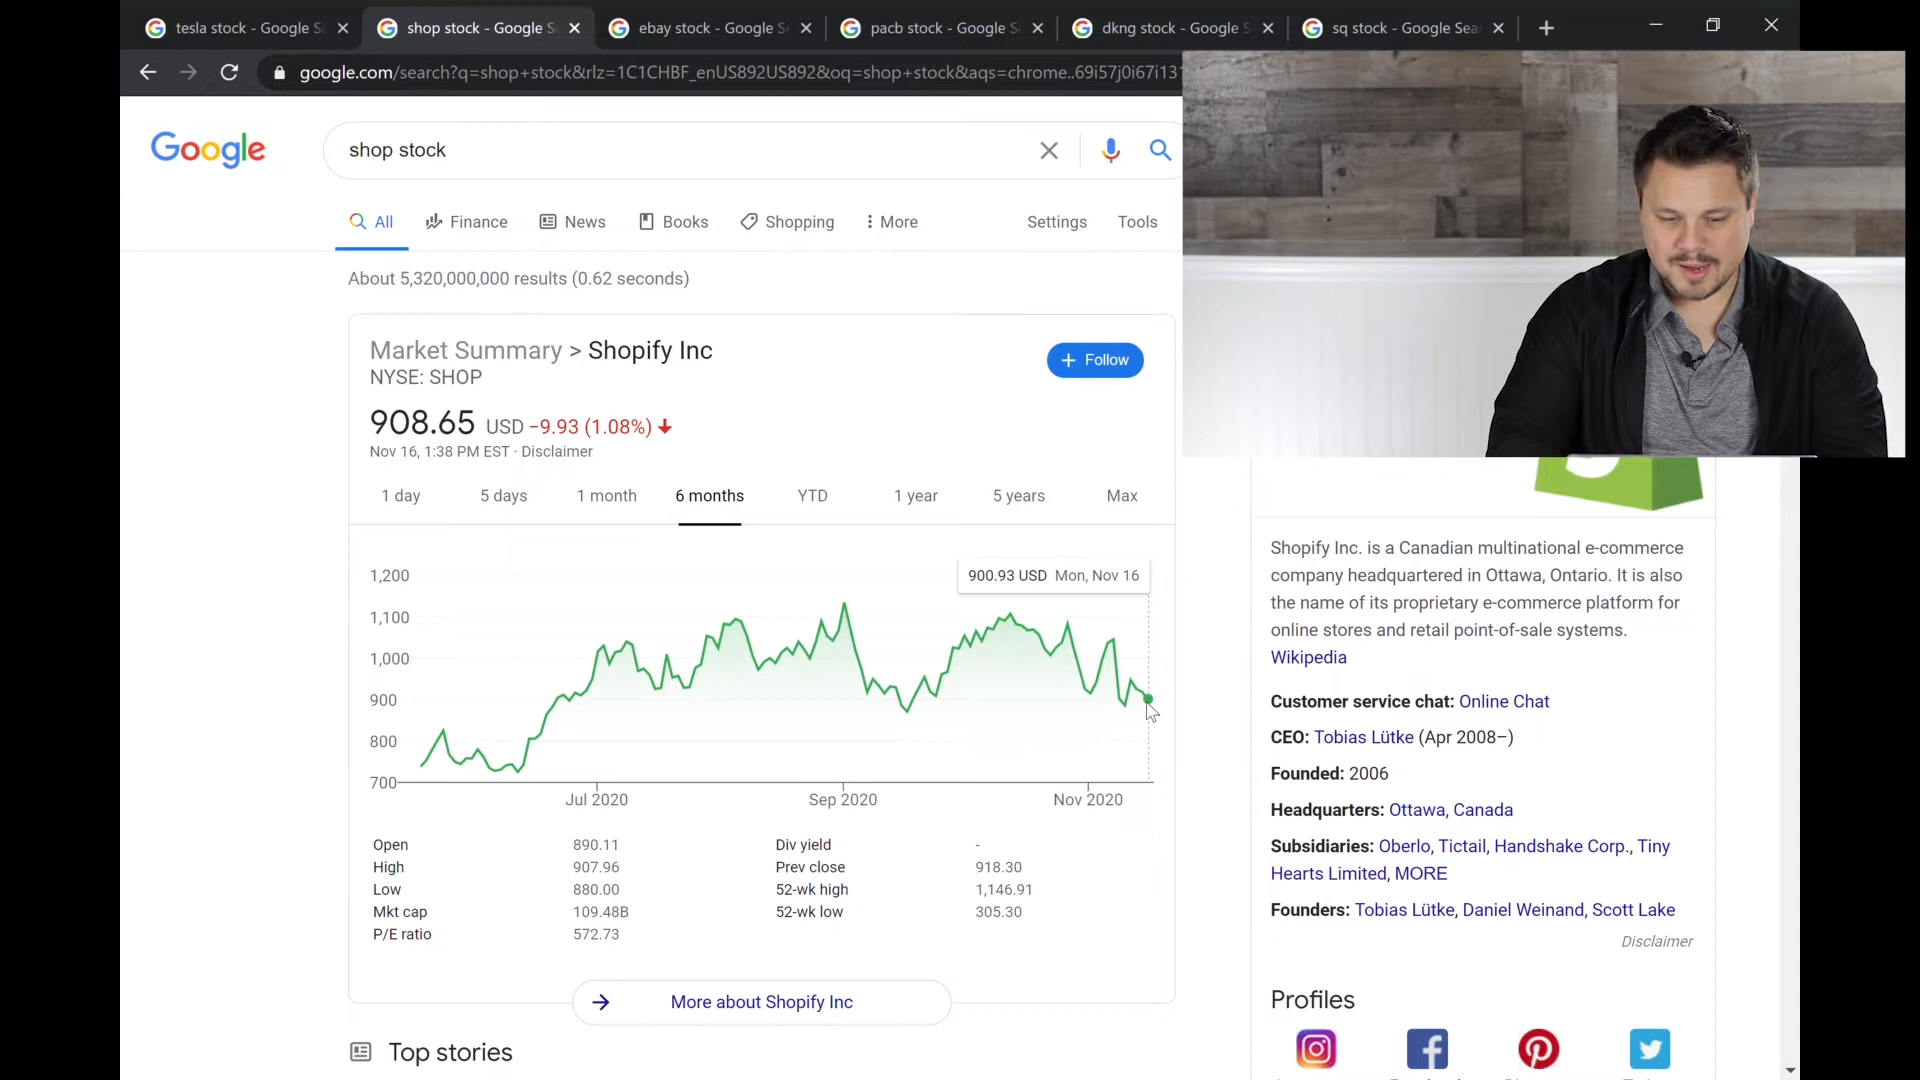 tesla stock - Google S
shop stock - Google S
ebay stock - Google S
pacb stock - Google S
dkng stock - Google S
sq stock - Google Sea
google.com/search?q=shop+stock&rlz=1C1CHBF_enUS892US892&oq=shop+stock&aqs=chrome..69i57j0i67i131
Google
shop stock
All
Finance
News
Books
Shopping
More
Settings
Tools
About 5,320,000,000 results (0.62 seconds)
Market Summary > Shopify Inc
NYSE: SHOP
+ Follow
908.65 USD −9.93 (1.08%)
Nov 16, 1:38 PM EST · Disclaimer
1 day
5 days
1 month
6 months
YTD
1 year
5 years
Max
900.93 USD Mon, Nov 16
1,200
1,100
1,000
900
800
700
Jul 2020
Sep 2020
Nov 2020
Open 890.11
High 907.96
Low 880.00
Mkt cap 109.48B
P/E ratio 572.73
Div yield -
Prev close 918.30
52-wk high 1,146.91
52-wk low 305.30
More about Shopify Inc
Top stories
Shopify Inc. is a Canadian multinational e-commerce
company headquartered in Ottawa, Ontario. It is also
the name of its proprietary e-commerce platform for
online stores and retail point-of-sale systems.
Wikipedia
Customer service chat: Online Chat
CEO: Tobias Lütke (Apr 2008–)
Founded: 2006
Headquarters: Ottawa, Canada
Subsidiaries: Oberlo, Tictail, Handshake Corp., Tiny
Hearts Limited, MORE
Founders: Tobias Lütke, Daniel Weinand, Scott Lake
Disclaimer
Profiles